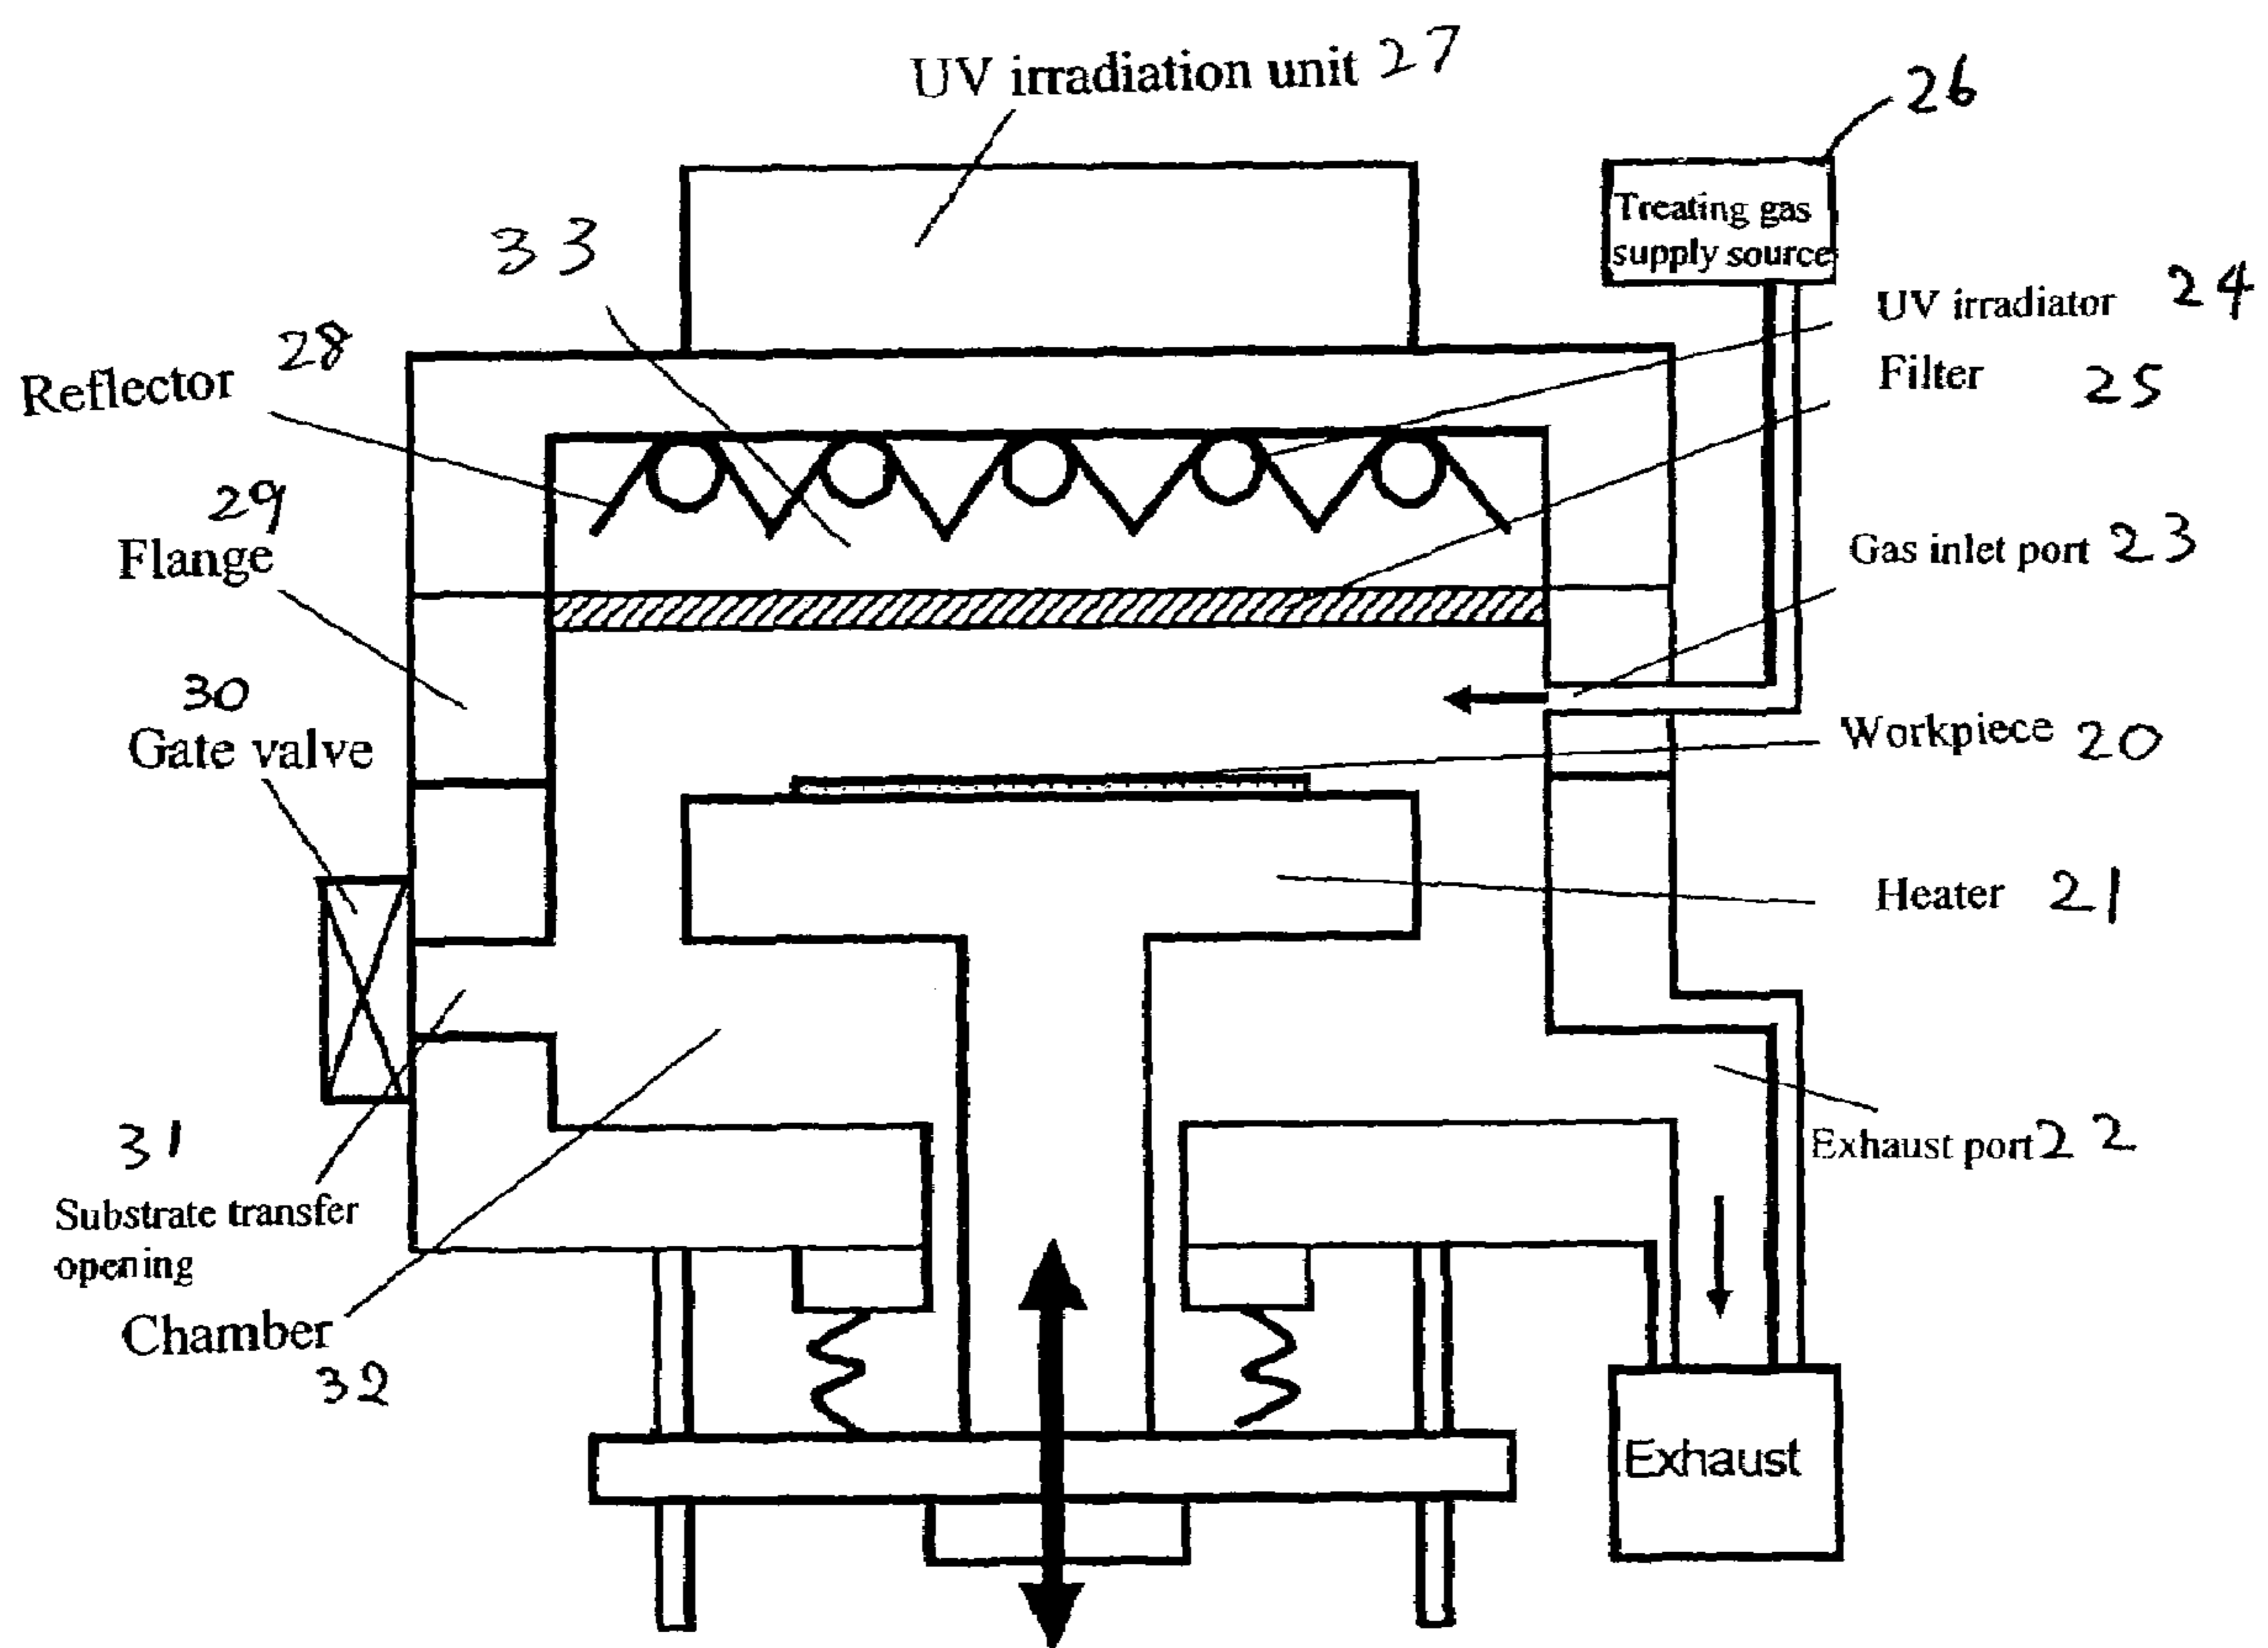 UV irradiation unit 27
26
Treating gas
supply source
33
UV irradiator 24
28
Reflector
Filter 25
29
Flange
Gas inlet port 23
30
Gate valve
Workpiece 20
Heater 21
31
Substrate transfer
opening
Exhaust port 22
Chamber
32
Exhaust